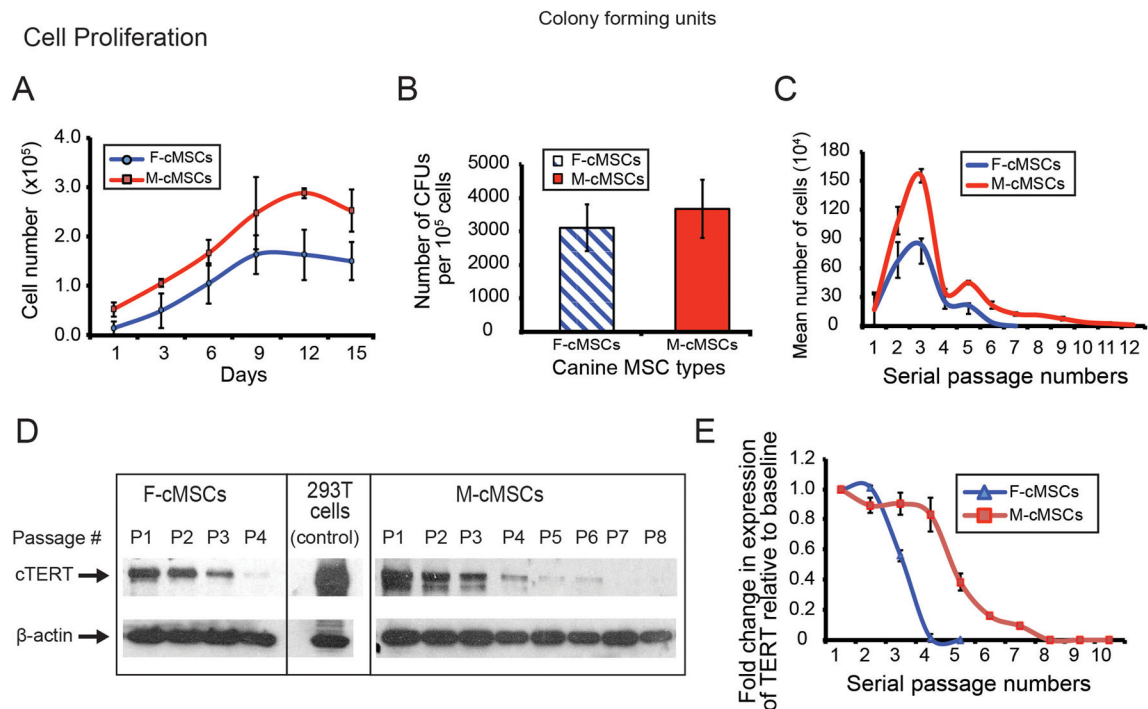 Colony forming units
Cell Proliferation
A
Cell number (x10⁵)
4.0
3.0
2.0
1.0
0.0
F-cMSCs
M-cMSCs
1 3 6 9 12 15
Days
B
Number of CFUs
per 10⁵ cells
5000
4000
3000
2000
1000
0
F-cMSCs
M-cMSCs
F-cMSCs M-cMSCs
Canine MSC types
C
Mean number of cells (10⁴)
180
150
120
90
60
30
0
F-cMSCs
M-cMSCs
1 2 3 4 5 6 7 8 9 10 11 12
Serial passage numbers
D
F-cMSCs
293T
cells
(control)
M-cMSCs
Passage # P1 P2 P3 P4 P1 P2 P3 P4 P5 P6 P7 P8
cTERT
β-actin
E
Fold change in expression
of TERT relative to baseline
1.2
1.0
0.8
0.6
0.4
0.2
0
F-cMSCs
M-cMSCs
1 2 3 4 5 6 7 8 9 10
Serial passage numbers